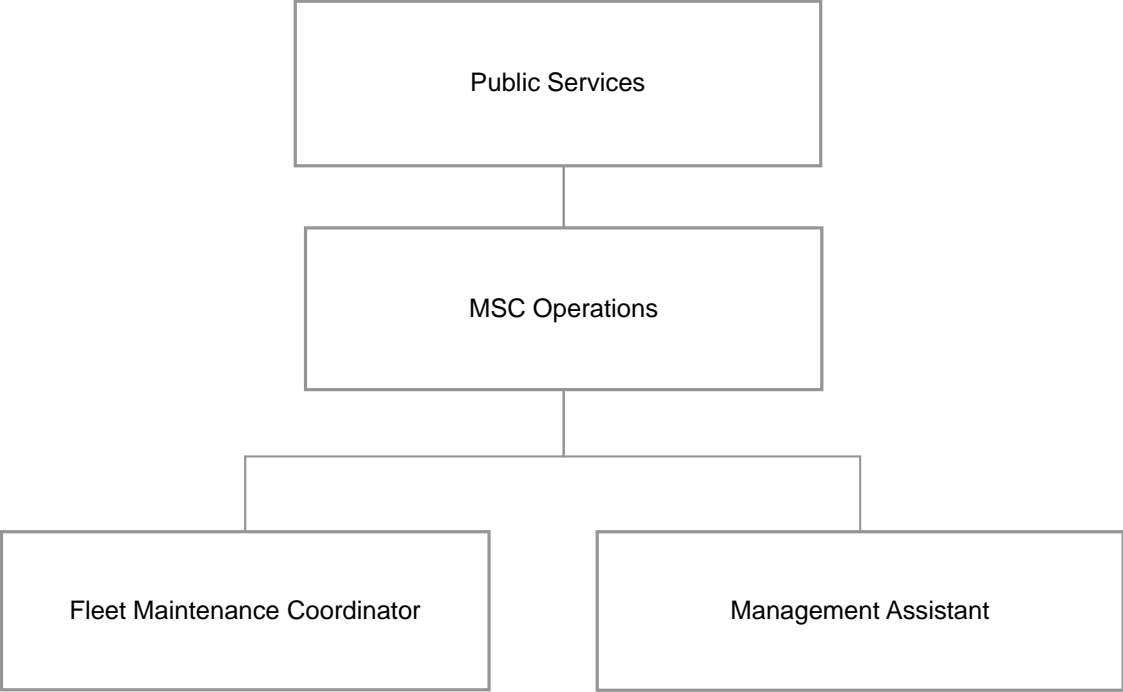 Public Services
MSC Operations
Fleet Maintenance Coordinator
Management Assistant